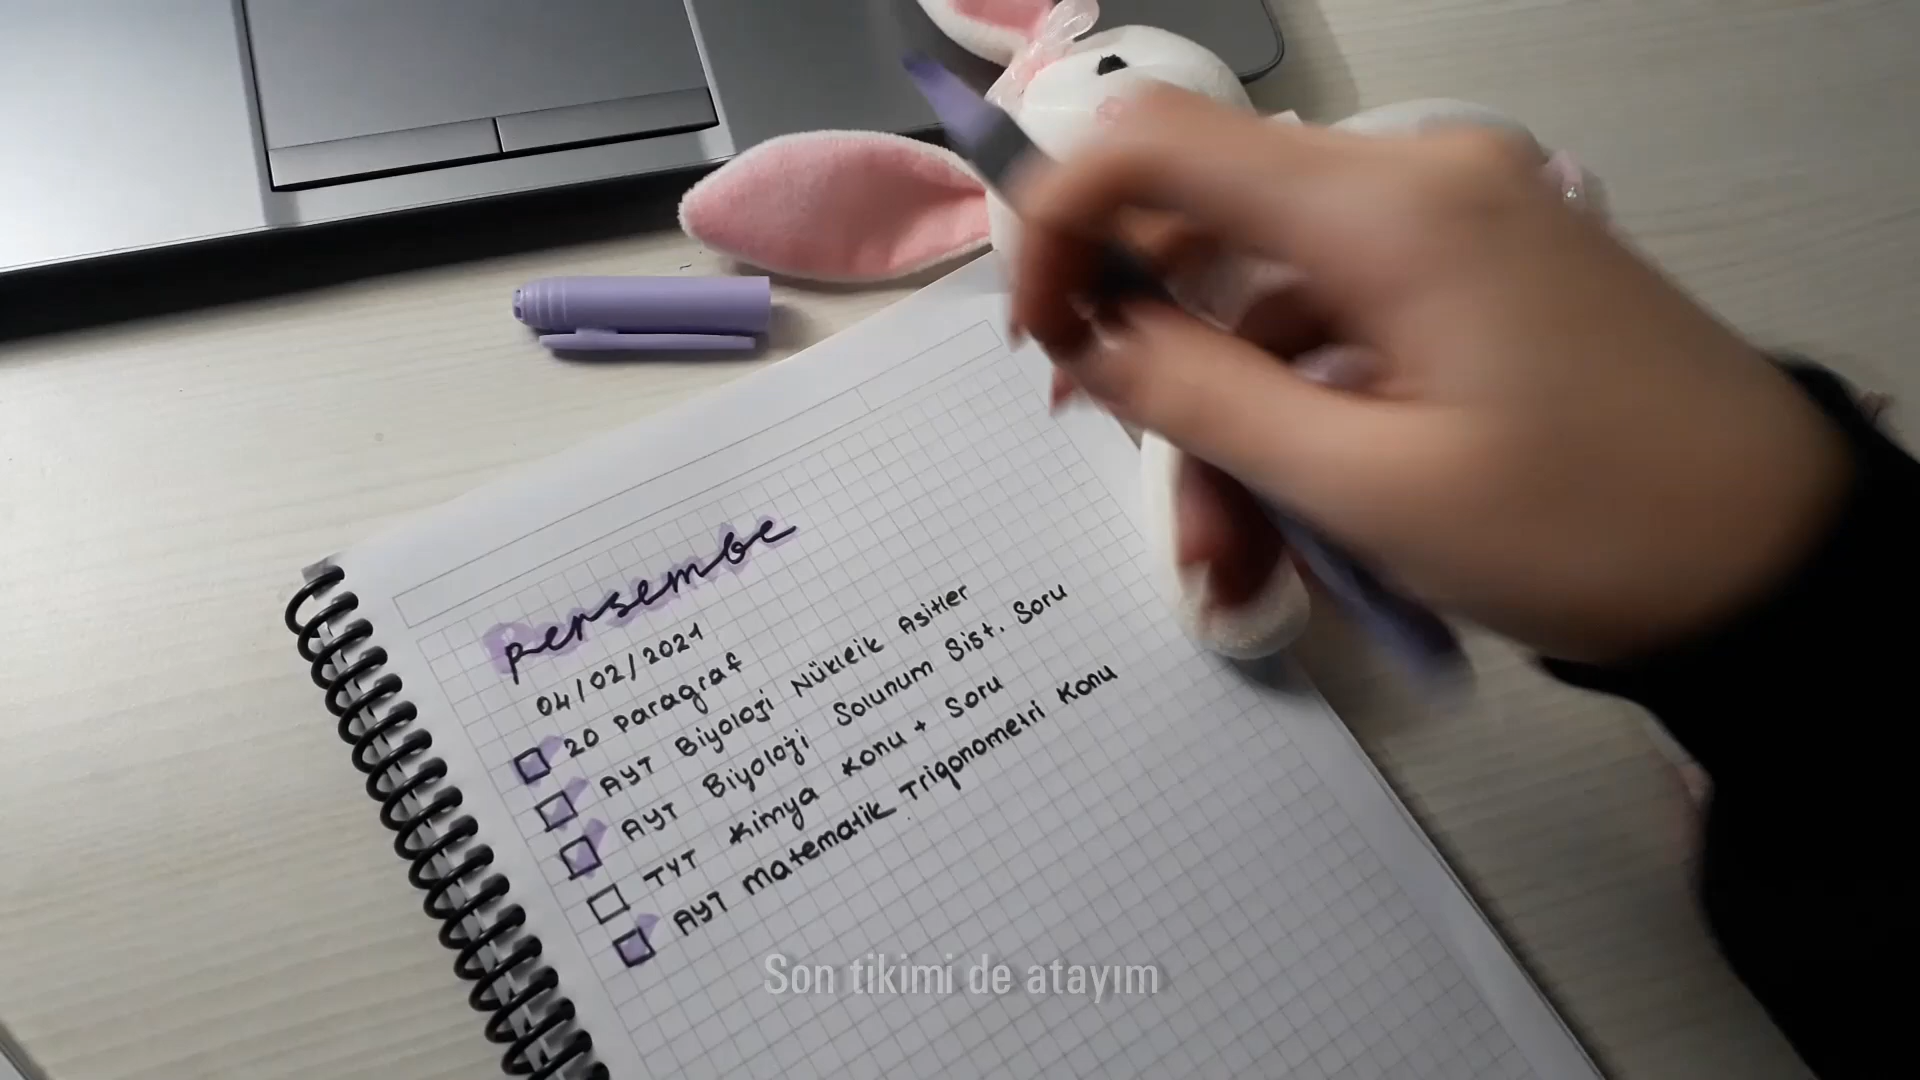 persembe
04/02/2021
20 Paragraf
AYT Biyoloji Nükleik Asitler
AYT Biyoloji Solunum Sist. Soru
TYT Kimya Konu + Soru
AYT Matematik Trigonometri Konu
Son tikimi de atayım